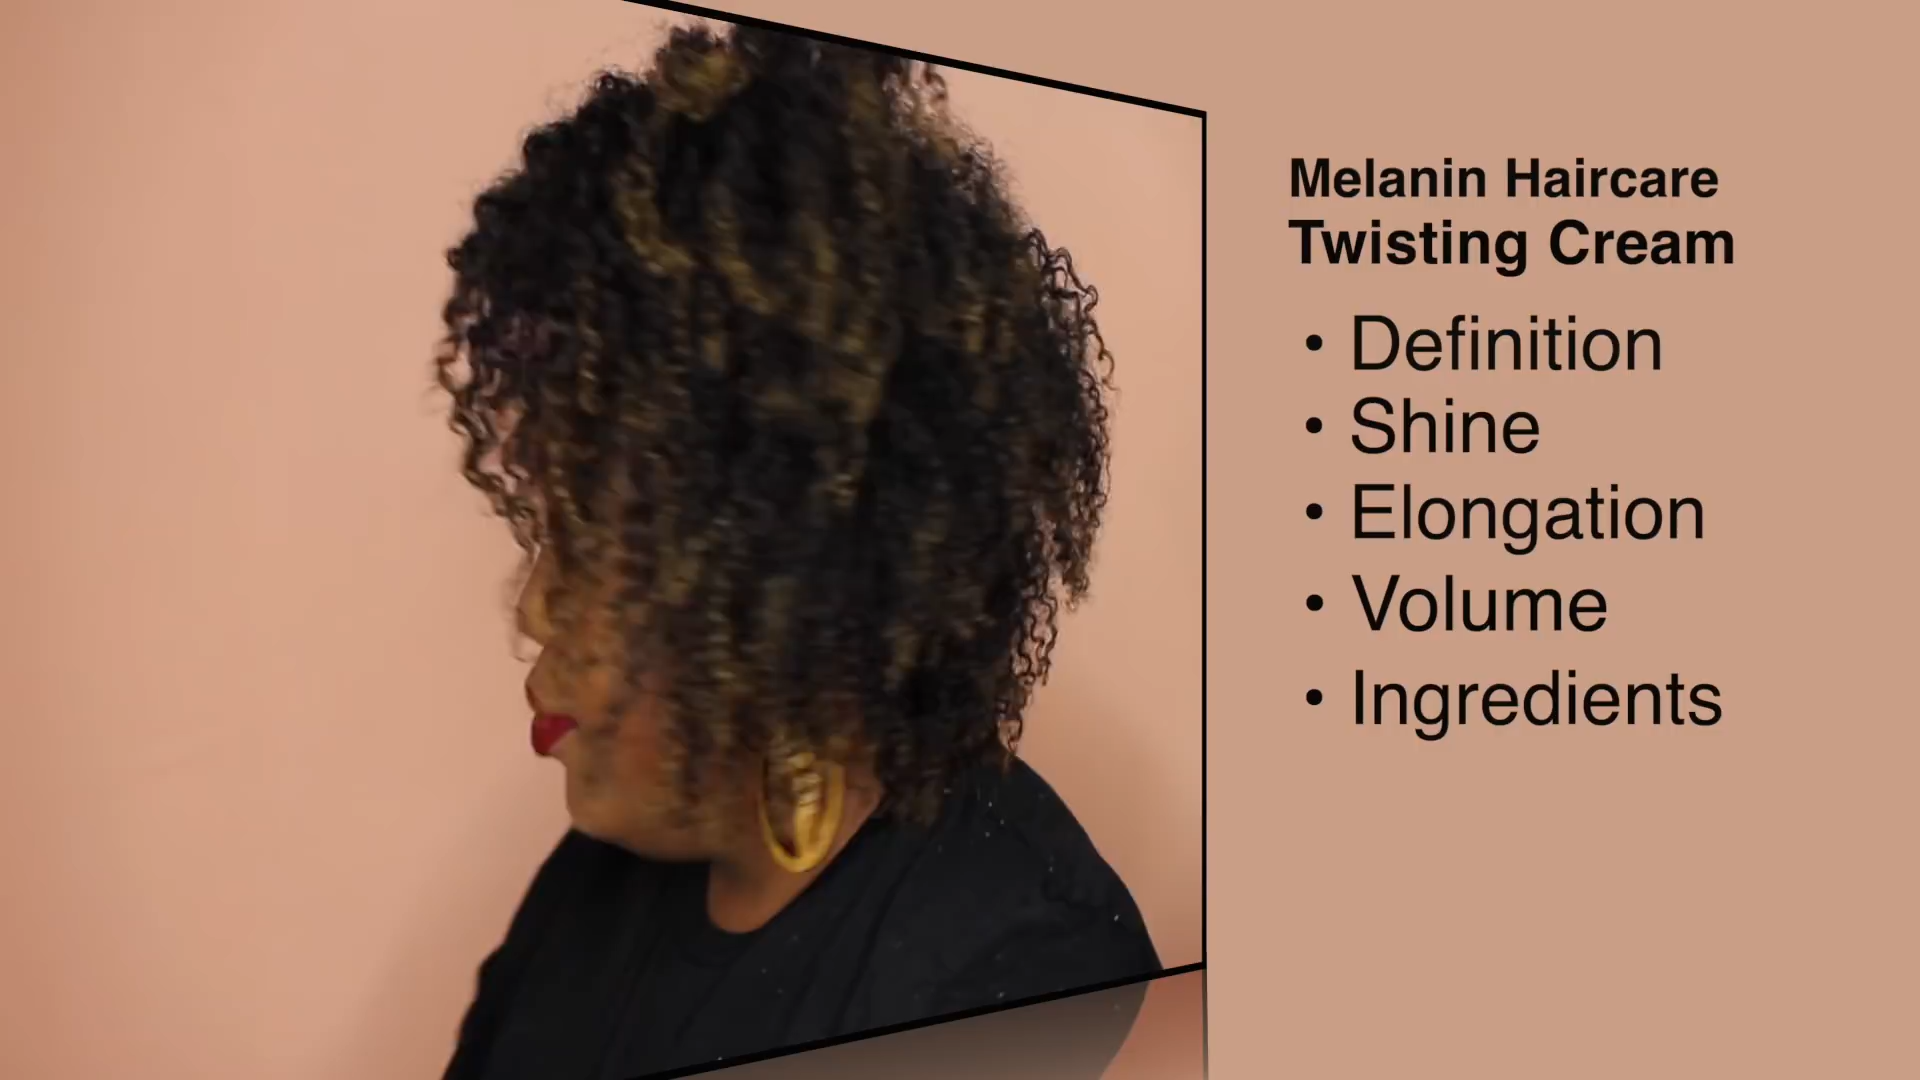 Melanin Haircare
Twisting Cream
• Definition
• Shine
• Elongation
• Volume
• Ingredients